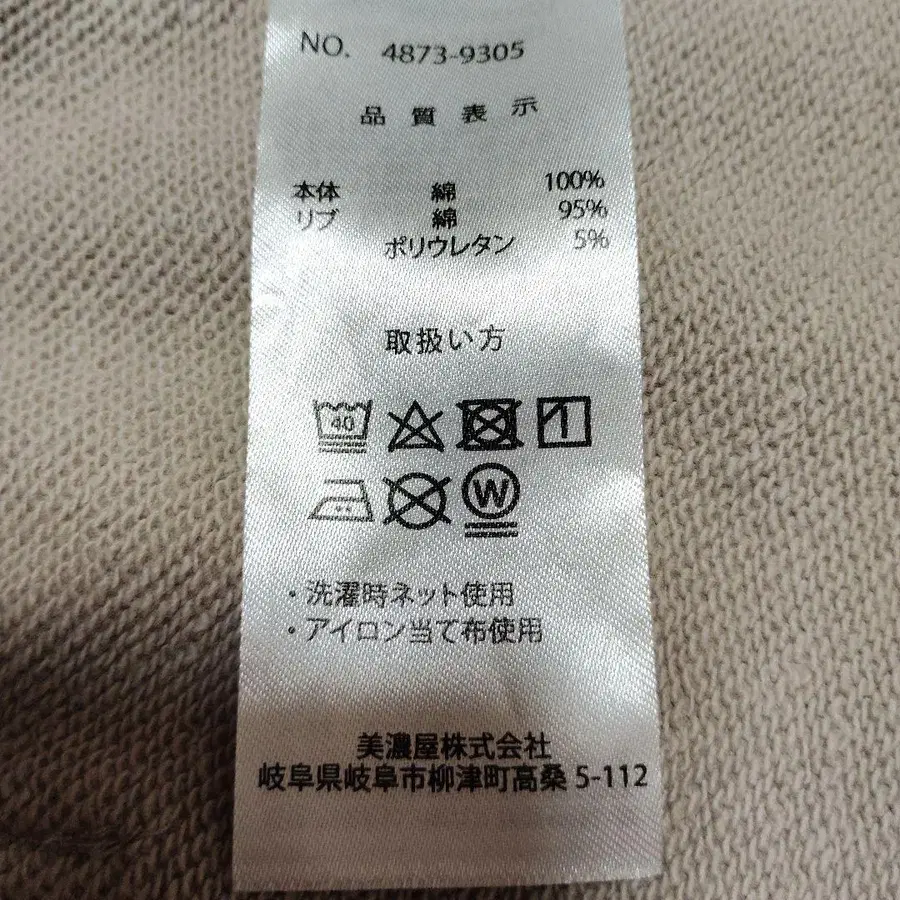 NO. 4873-9305
品質表示
本体 綿 100%
リブ 綿 95%
ポリウレタン 5%
取扱い方
40
W
・洗濯時ネット使用
・アイロン当て布使用
美濃屋株式会社
岐阜県岐阜市柳津町高桑 5-112